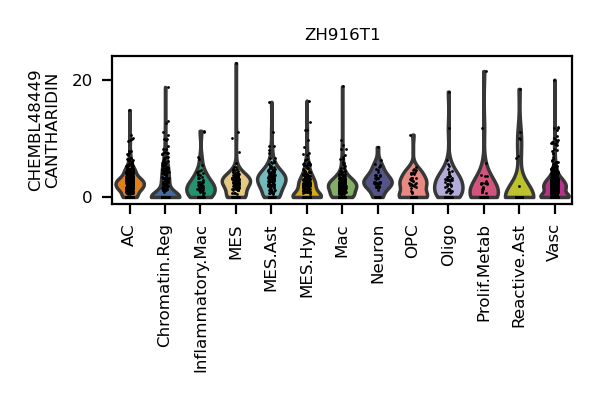 ZH916T1
CHEMBL48449
CANTHARIDIN
20
0
AC
Chromatin.Reg
Inflammatory.Mac
MES
MES.Ast
MES.Hyp
Mac
Neuron
OPC
Oligo
Prolif.Metab
Reactive.Ast
Vasc